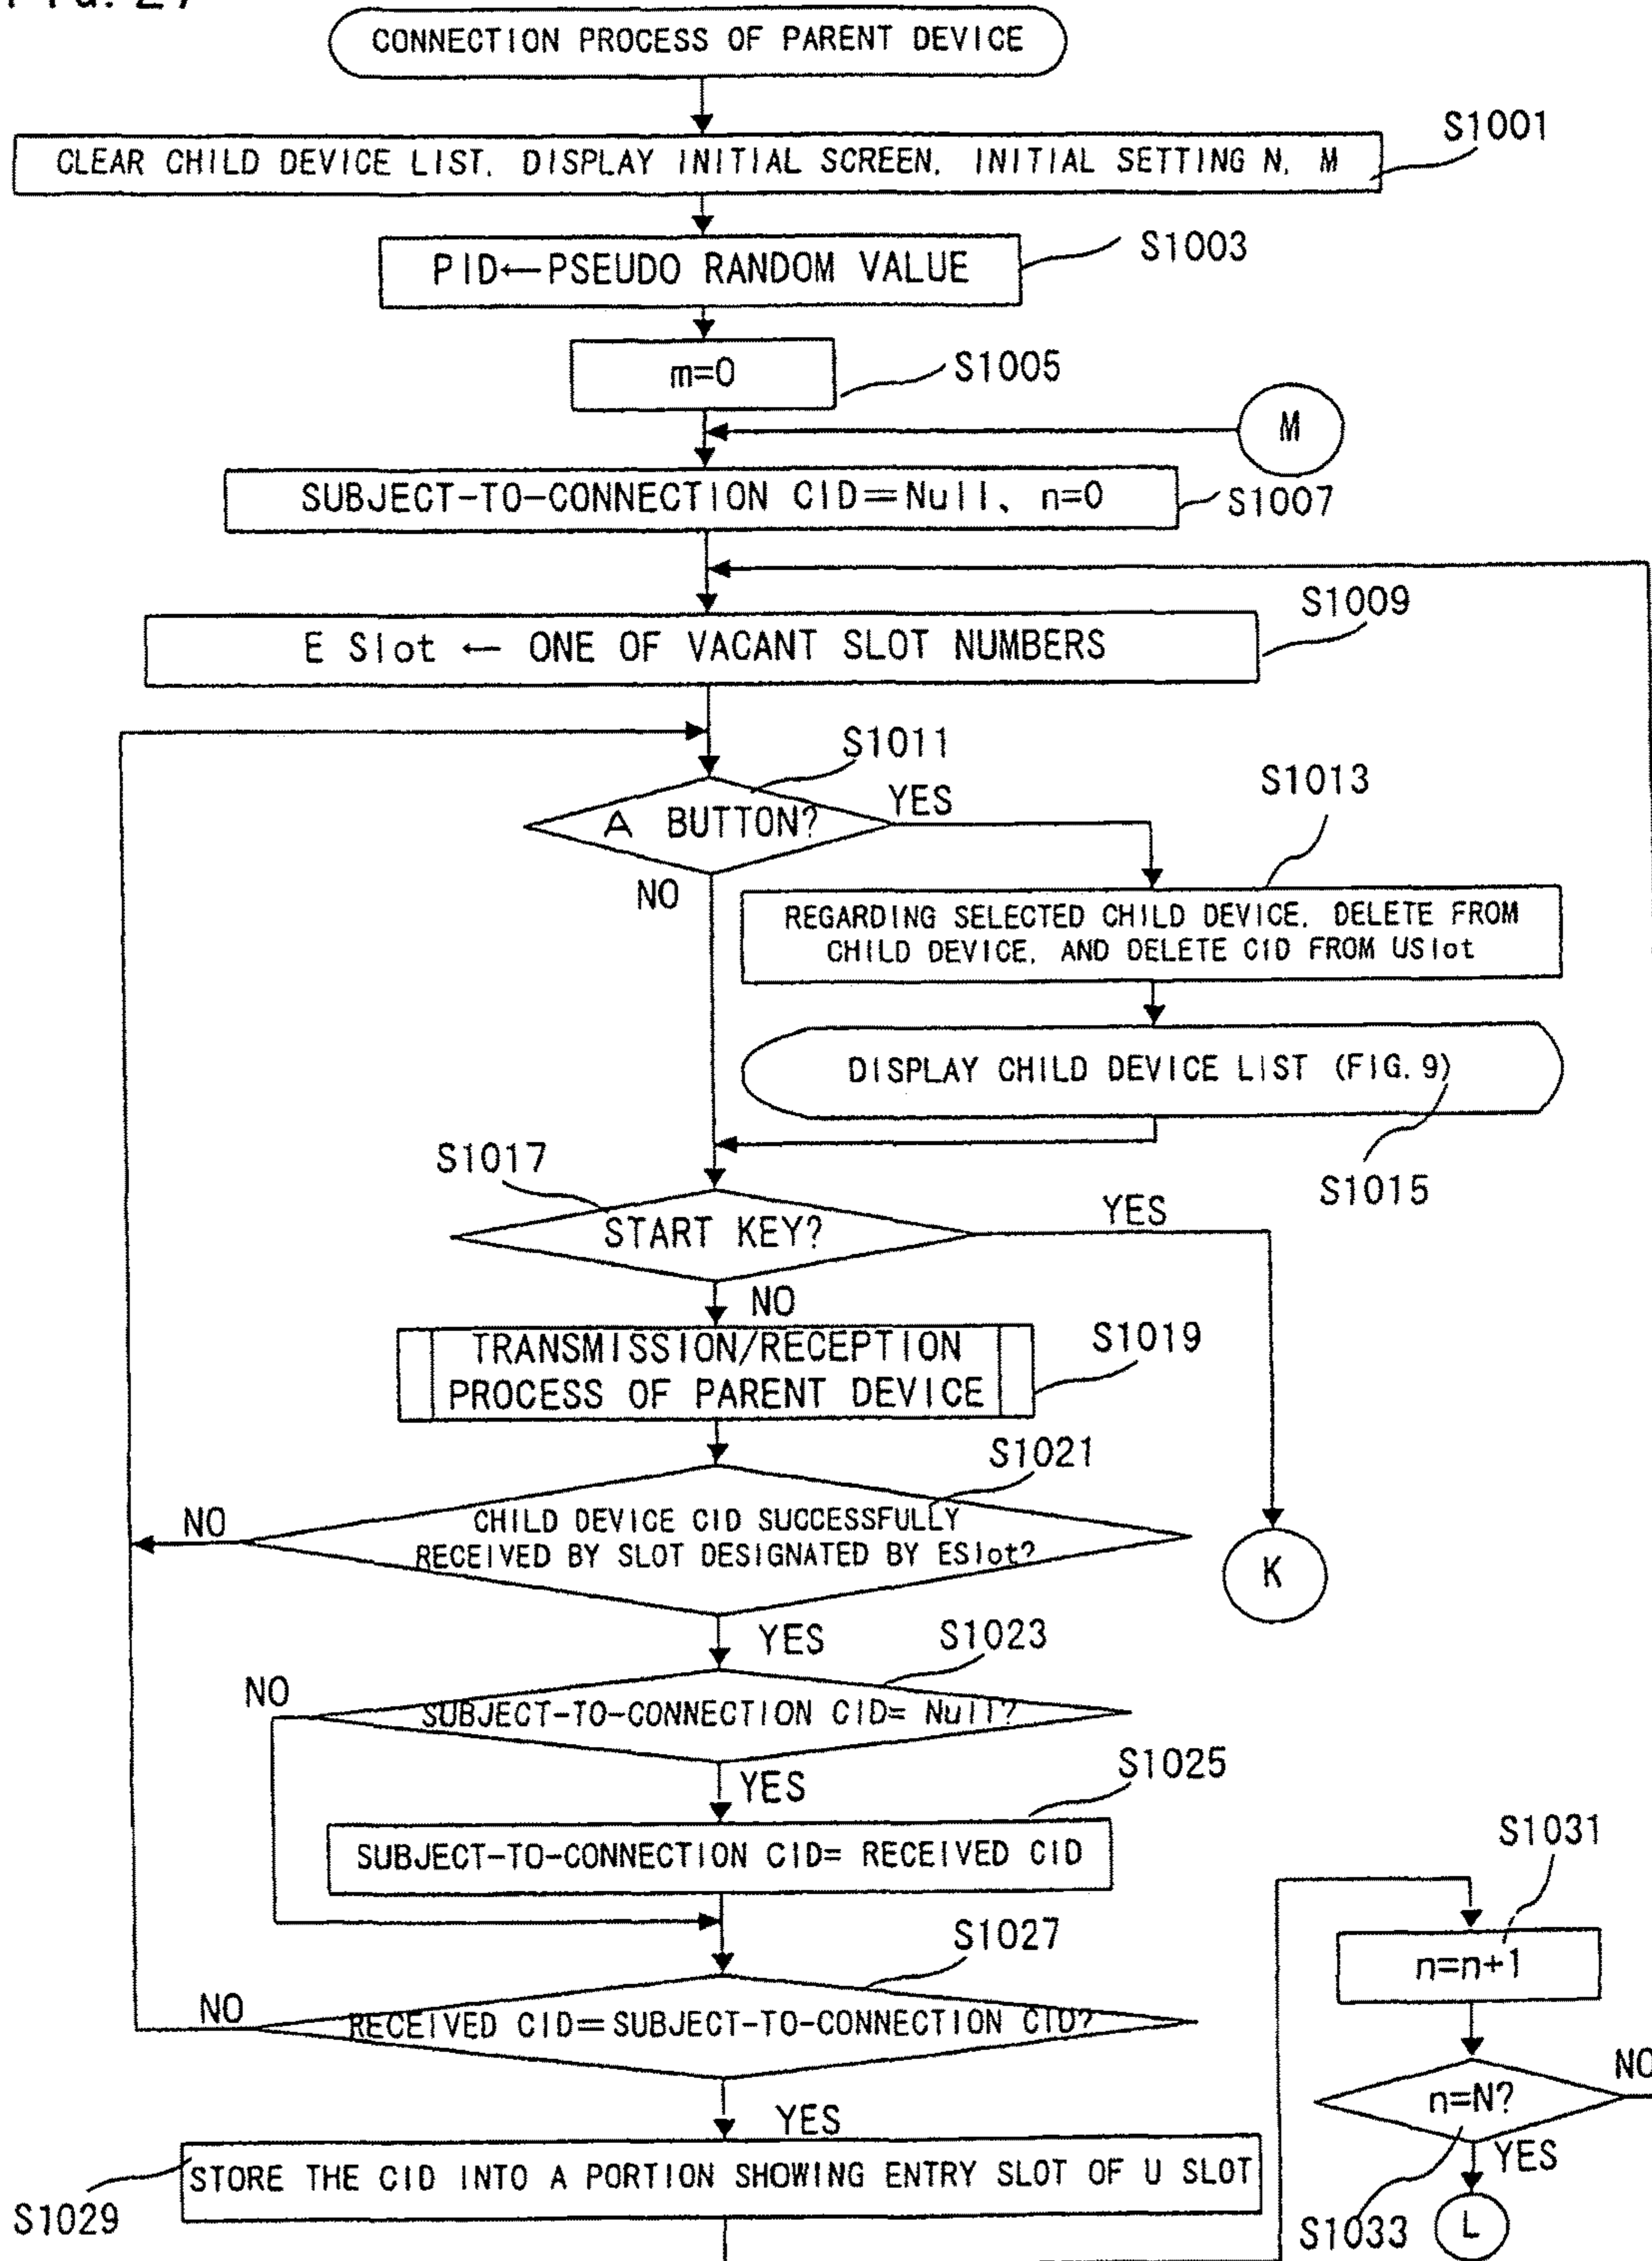 CONNECTION PROCESS OF PARENT DEVICE
S1001
CLEAR CHILD DEVICE LIST, DISPLAY INITIAL SCREEN, INITIAL SETTING N, M
S1003
PID←PSEUDO RANDOM VALUE
m=0
S1005
M
SUBJECT-TO-CONNECTION CID=Null, n=0
S1007
S1009
E Slot ← ONE OF VACANT SLOT NUMBERS
S1011
A BUTTON?
YES
NO
S1013
REGARDING SELECTED CHILD DEVICE, DELETE FROM
CHILD DEVICE, AND DELETE CID FROM USlot
DISPLAY CHILD DEVICE LIST (FIG. 9)
S1015
S1017
START KEY?
YES
NO
TRANSMISSION/RECEPTION
PROCESS OF PARENT DEVICE
S1019
S1021
CHILD DEVICE CID SUCCESSFULLY
RECEIVED BY SLOT DESIGNATED BY ESlot?
NO
K
YES
S1023
NO
SUBJECT-TO-CONNECTION CID= Null?
YES
S1025
SUBJECT-TO-CONNECTION CID= RECEIVED CID
S1027
NO
RECEIVED CID=SUBJECT-TO-CONNECTION CID?
YES
STORE THE CID INTO A PORTION SHOWING ENTRY SLOT OF U SLOT
S1029
S1031
n=n+1
n=N?
NO
YES
S1033
L